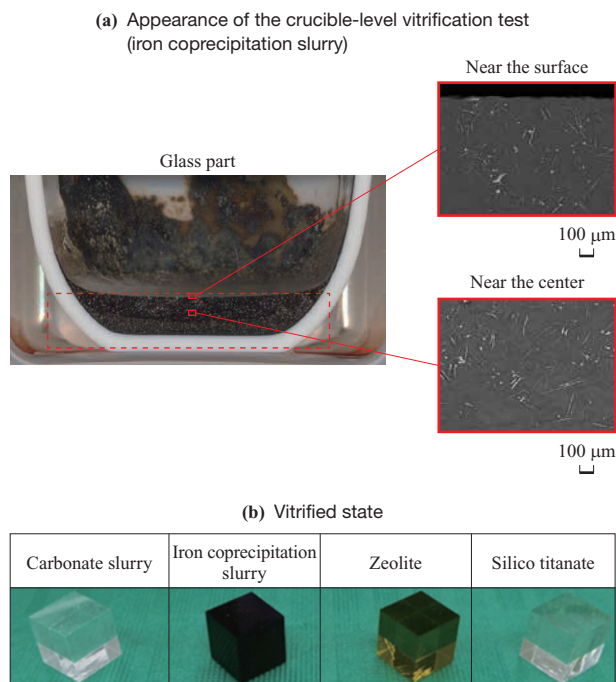 (a) Appearance of the crucible-level vitrification test
(iron coprecipitation slurry)
Near the surface
Glass part
100 μm
Near the center
100 μm
(b) Vitrified state
Carbonate slurry
Iron coprecipitation
slurry
Zeolite
Silico titanate